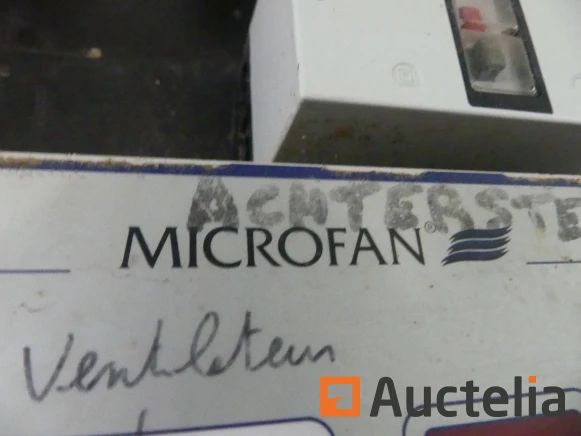 ACHTERSTE
MICROFAN®
Ventilateur
Auctelia